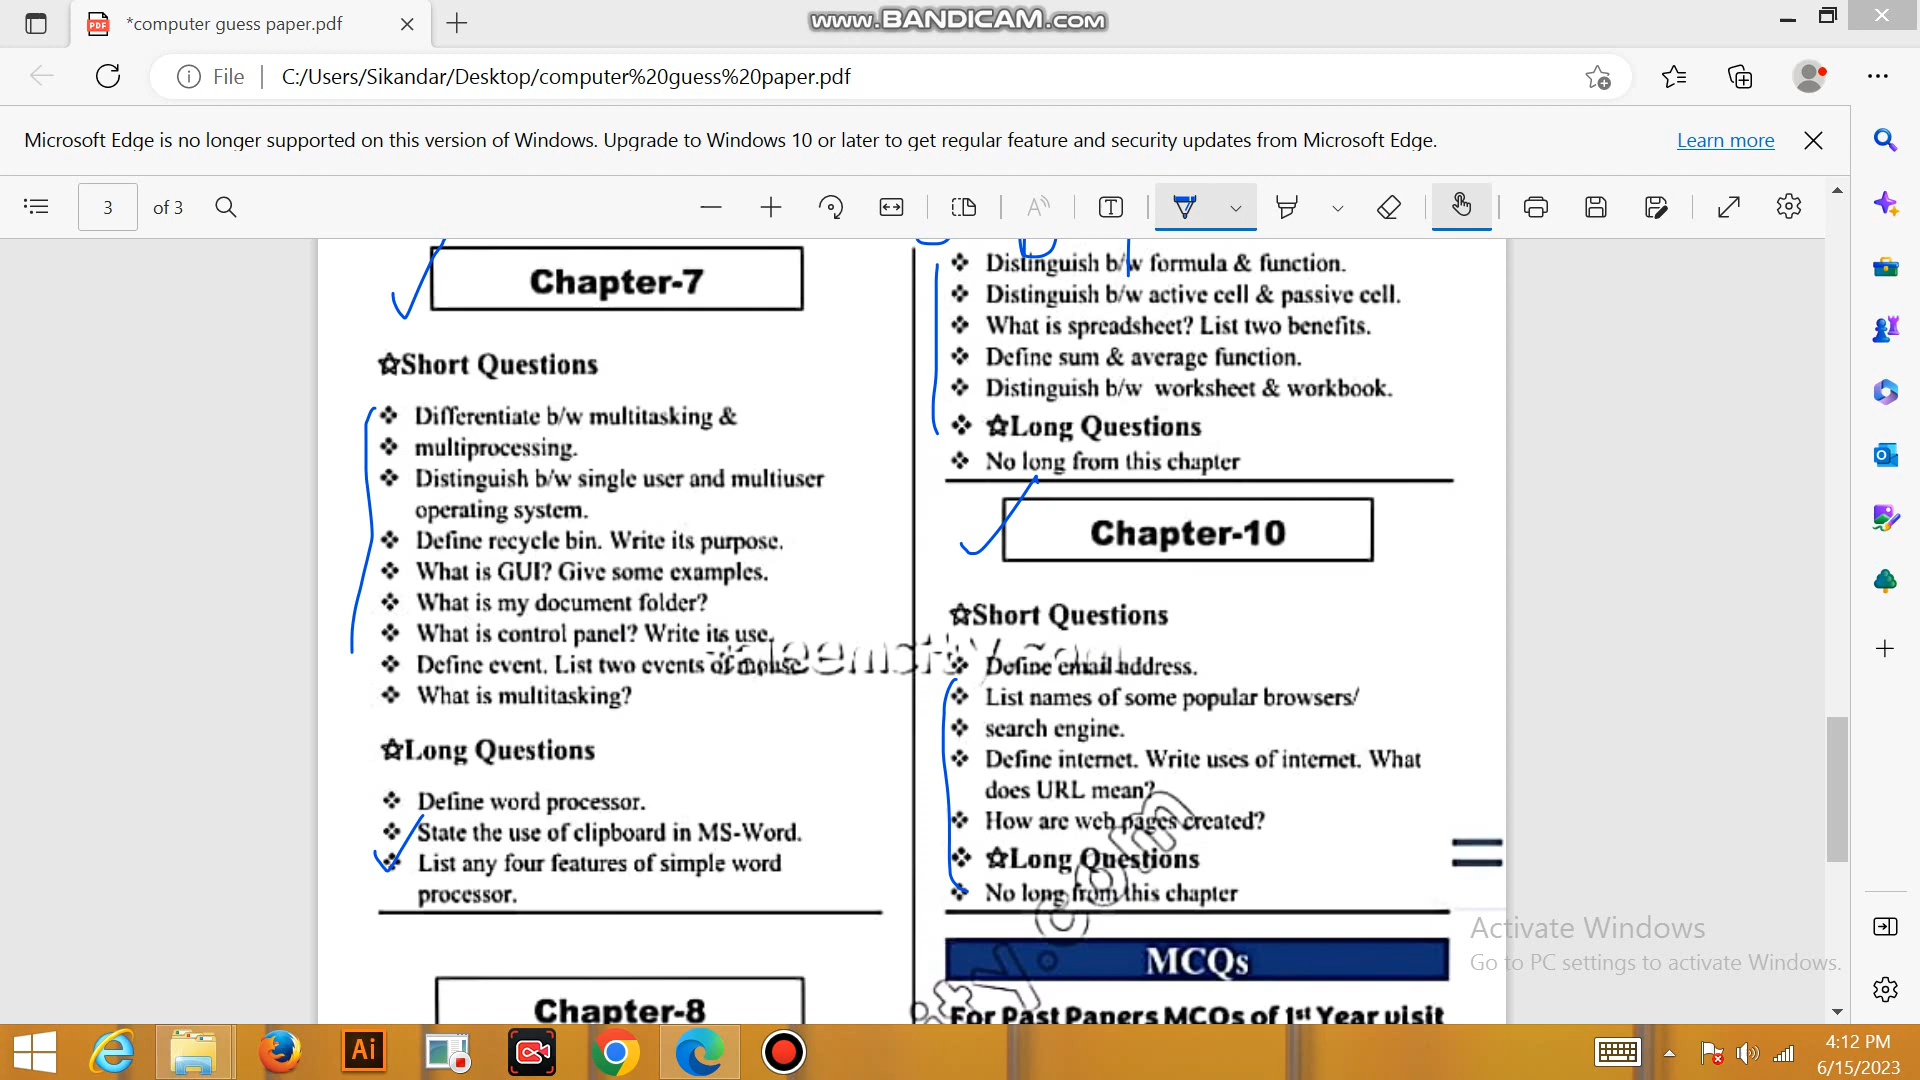 *computer guess paper.pdf
www.BANDICAM.com
File
C:/Users/Sikandar/Desktop/computer%20guess%20paper.pdf
Microsoft Edge is no longer supported on this version of Windows. Upgrade to Windows 10 or later to get regular feature and security updates from Microsoft Edge.
Learn more
3 of 3
Chapter-7
☆Short Questions
❖ Differentiate b/w multitasking &
❖ multiprocessing.
❖ Distinguish b/w single user and multiuser
operating system.
❖ Define recycle bin. Write its purpose.
❖ What is GUI? Give some examples.
❖ What is my document folder?
❖ What is control panel? Write its use.
❖ Define event. List two events of mouse.
❖ What is multitasking?
☆Long Questions
❖ Define word processor.
❖ State the use of clipboard in MS-Word.
❖ List any four features of simple word
processor.
Chapter-8
❖ Distinguish b/w formula & function.
❖ Distinguish b/w active cell & passive cell.
❖ What is spreadsheet? List two benefits.
❖ Define sum & average function.
❖ Distinguish b/w worksheet & workbook.
❖ ☆Long Questions
❖ No long from this chapter
Chapter-10
☆Short Questions
❖ Define email address.
❖ List names of some popular browsers/
❖ search engine.
❖ Define internet. Write uses of internet. What
does URL mean?
❖ How are web pages created?
❖ ☆Long Questions
❖ No long from this chapter
MCQs
For Past Papers MCQs of 1st Year visit
Activate Windows
Go to PC settings to activate Windows.
Ai
4:12 PM
6/15/2023